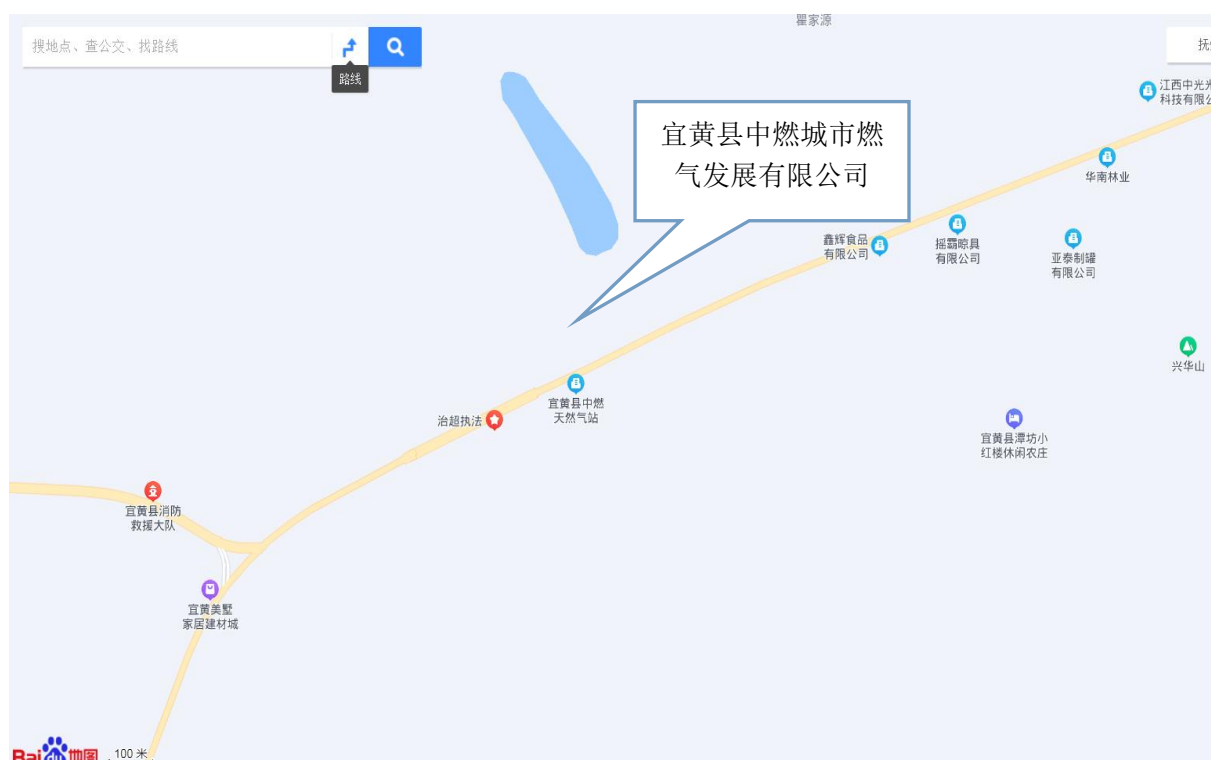 瞿家源
搜地点、查公交、找路线
路线
江西中光光
科技有限公
宜黄县中燃城市燃
气发展有限公司
华南林业
鑫辉食品
有限公司
摇霸晾具
有限公司
亚泰制罐
有限公司
兴华山
宜黄县中燃
天然气站
治超执法
宜黄县潭坊小
红楼休闲农庄
宜黄县消防
救援大队
宜黄美墅
家居建材城
Bai du 地图
100 米